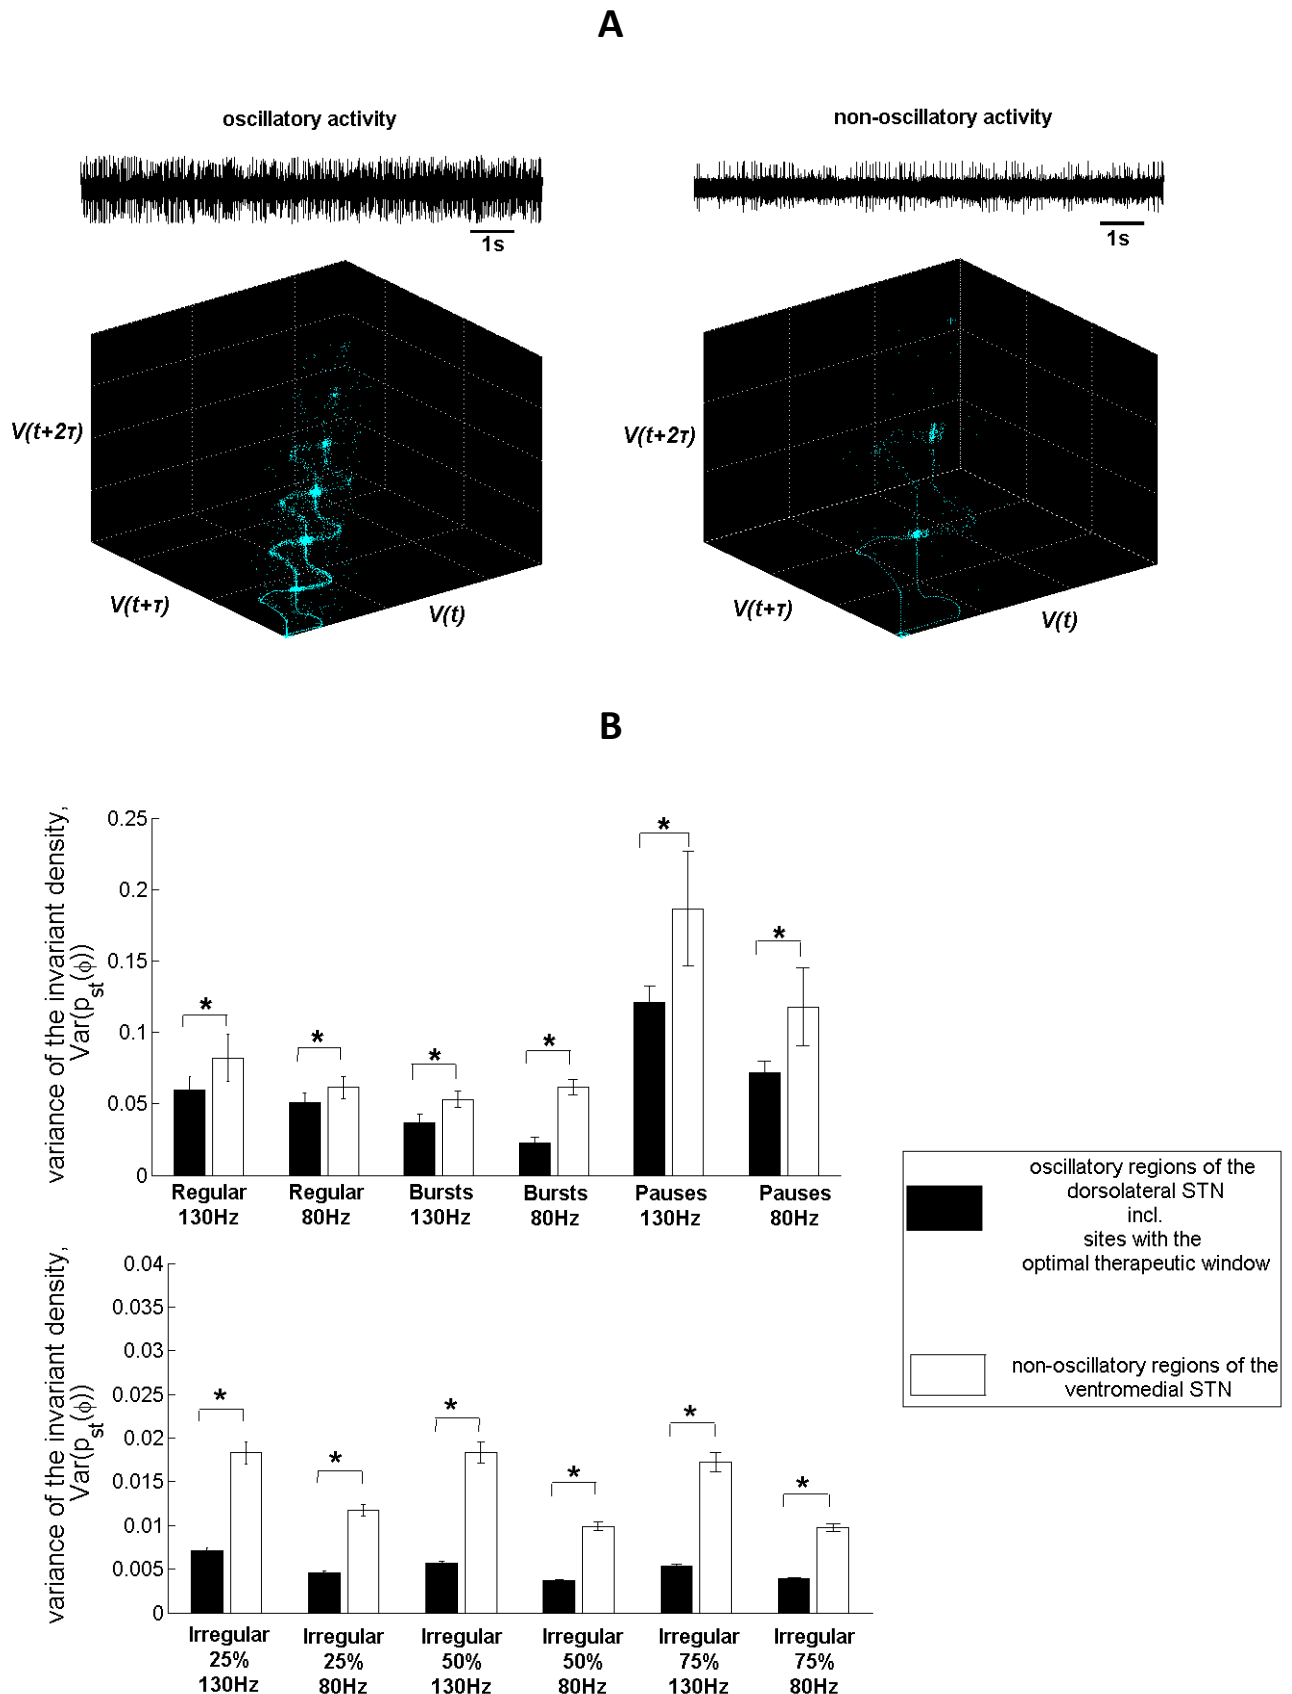 A
oscillatory activity
non-oscillatory activity
1s
1s
V(t+2τ)
V(t+τ)
V(t)
V(t+2τ)
V(t+τ)
V(t)
B
variance of the invariant density,
Var(p_st(ϕ))
0.25
0.2
0.15
0.1
0.05
0
*
*
*
*
*
*
Regular
130Hz
Regular
80Hz
Bursts
130Hz
Bursts
80Hz
Pauses
130Hz
Pauses
80Hz
oscillatory regions of the
dorsolateral STN
incl.
sites with the
optimal therapeutic window
non-oscillatory regions of the
ventromedial STN
variance of the invariant density,
Var(p_st(ϕ))
0.04
0.035
0.03
0.025
0.02
0.015
0.01
0.005
0
*
*
*
*
*
*
Irregular
25%
130Hz
Irregular
25%
80Hz
Irregular
50%
130Hz
Irregular
50%
80Hz
Irregular
75%
130Hz
Irregular
75%
80Hz